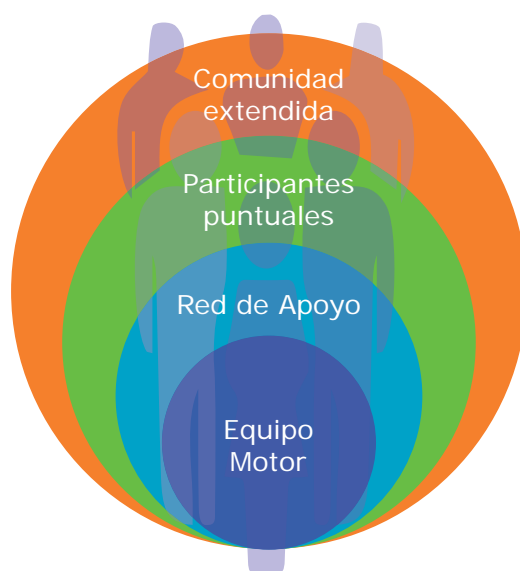 Comunidad
extendida
Participantes
puntuales
Red de Apoyo
Equipo
Motor